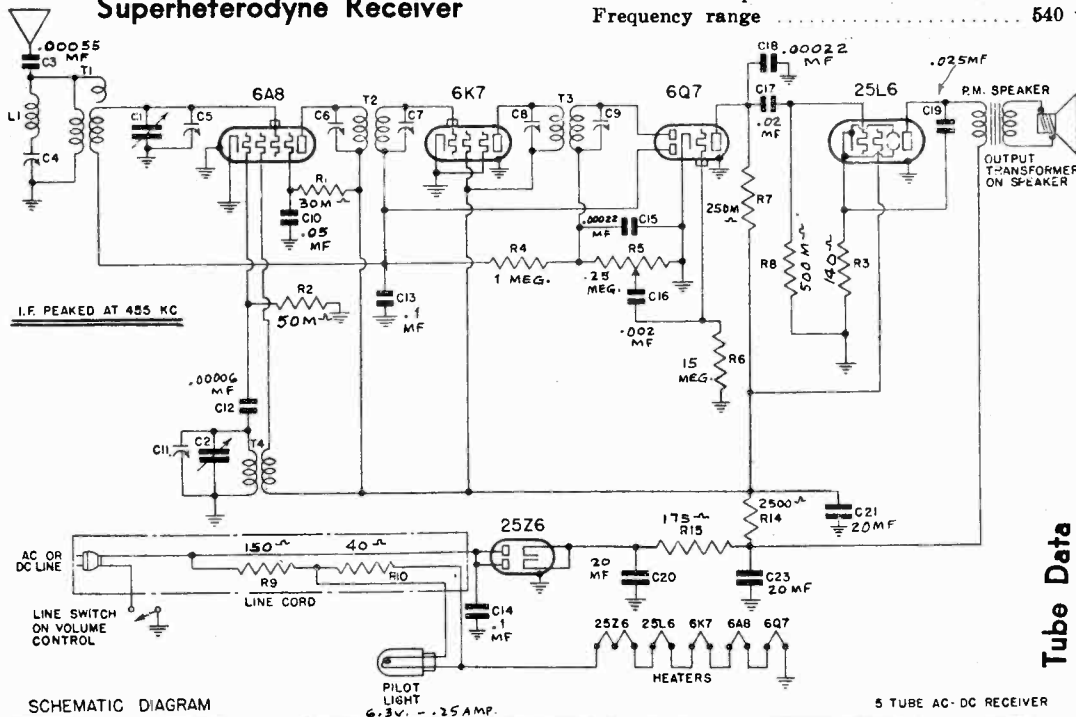 Superheterodyne Receiver
Frequency range 540
.00055
MF
C3
T1
L1
C4
C1
C5
6A8
C6
T2
C7
6K7
C8
T3
C9
6Q7
C18
.00022
MF
C17
.02
MF
25L6
.025MF
C19
P.M. SPEAKER
OUTPUT
TRANSFORMER
ON SPEAKER
R1
30M Ω
C10
.05
MF
.00022
MF
C15
R7
250M
Ω
R8
500M Ω
R3
140Ω
R4
1 MEG.
R5
.25
MEG.
C16
.002
MF
R6
15
MEG.
R2
50M Ω
C13
.1
MF
I.F. PEAKED AT 455 KC
.00006
MF
C12
C11
C2
T4
2500 Ω
R14
C21
20MF
AC OR
DC LINE
150 Ω
R9
40 Ω
R10
LINE CORD
LINE SWITCH
ON VOLUME
CONTROL
25Z6
C14
.1
MF
20
MF
C20
175 Ω
R15
C23
20MF
25Z6 25L6 6K7 6A8 6Q7
HEATERS
PILOT
LIGHT
6.3V. - .25 AMP.
Tube Data
SCHEMATIC DIAGRAM
5 TUBE AC-DC RECEIVER